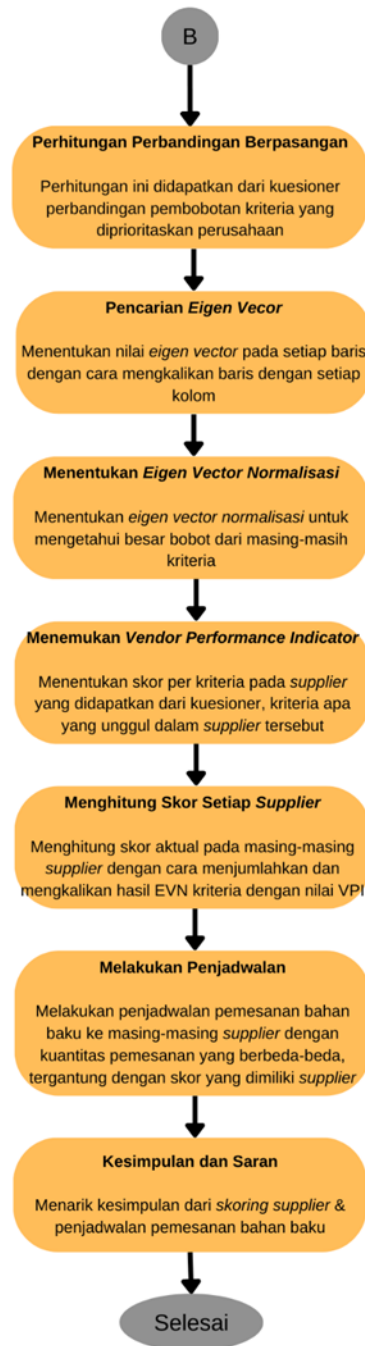 B
Perhitungan Perbandingan Berpasangan
Perhitungan ini didapatkan dari kuesioner
perbandingan pembobotan kriteria yang
diprioritaskan perusahaan
Pencarian Eigen Vecor
Menentukan nilai eigen vector pada setiap baris
dengan cara mengkalikan baris dengan setiap
kolom
Menentukan Eigen Vector Normalisasi
Menentukan eigen vector normalisasi untuk
mengetahui besar bobot dari masing-masih
kriteria
Menemukan Vendor Performance Indicator
Menentukan skor per kriteria pada supplier
yang didapatkan dari kuesioner, kriteria apa
yang unggul dalam supplier tersebut
Menghitung Skor Setiap Supplier
Menghitung skor aktual pada masing-masing
supplier dengan cara menjumlahkan dan
mengkalikan hasil EVN kriteria dengan nilai VPI
Melakukan Penjadwalan
Melakukan penjadwalan pemesanan bahan
baku ke masing-masing supplier dengan
kuantitas pemesanan yang berbeda-beda,
tergantung dengan skor yang dimiliki supplier
Kesimpulan dan Saran
Menarik kesimpulan dari skoring supplier &
penjadwalan pemesanan bahan baku
Selesai